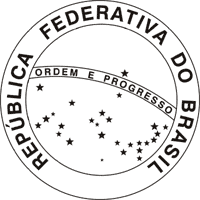 REPÚBLICA FEDERATIVA DO BRASIL
ORDEM E PROGRESSO